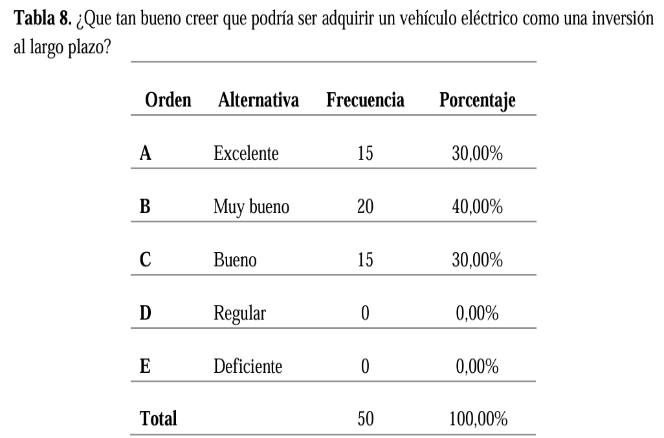 Tabla 8. ¿Que tan bueno creer que podría ser adquirir un vehículo eléctrico como una inversión
al largo plazo?
Orden Alternativa Frecuencia Porcentaje
A Excelente 15 30,00%
B Muy bueno 20 40,00%
C Bueno 15 30,00%
D Regular 0 0,00%
E Deficiente 0 0,00%
Total 50 100,00%